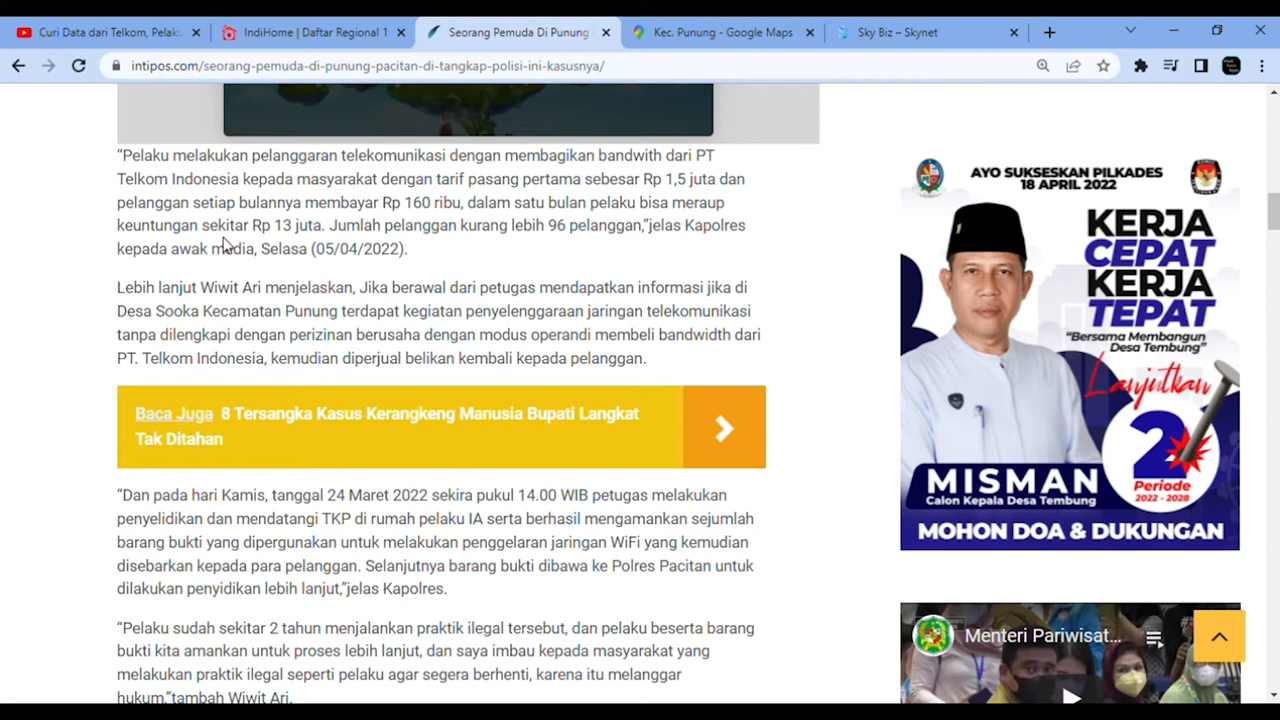 Curi Data dari Telkom, Pelaku
IndiHome | Daftar Regional 1
Seorang Pemuda Di Punung
Kec. Punung - Google Maps
Sky Biz – Skynet
intipos.com/seorang-pemuda-di-punung-pacitan-di-tangkap-polisi-ini-kasusnya/
“Pelaku melakukan pelanggaran telekomunikasi dengan membagikan bandwith dari PT
Telkom Indonesia kepada masyarakat dengan tarif pasang pertama sebesar Rp 1,5 juta dan
pelanggan setiap bulannya membayar Rp 160 ribu, dalam satu bulan pelaku bisa meraup
keuntungan sekitar Rp 13 juta. Jumlah pelanggan kurang lebih 96 pelanggan,”jelas Kapolres
kepada awak media, Selasa (05/04/2022).
Lebih lanjut Wiwit Ari menjelaskan, Jika berawal dari petugas mendapatkan informasi jika di
Desa Sooka Kecamatan Punung terdapat kegiatan penyelenggaraan jaringan telekomunikasi
tanpa dilengkapi dengan perizinan berusaha dengan modus operandi membeli bandwidth dari
PT. Telkom Indonesia, kemudian diperjual belikan kembali kepada pelanggan.
Baca Juga 8 Tersangka Kasus Kerangkeng Manusia Bupati Langkat
Tak Ditahan
“Dan pada hari Kamis, tanggal 24 Maret 2022 sekira pukul 14.00 WIB petugas melakukan
penyelidikan dan mendatangi TKP di rumah pelaku IA serta berhasil mengamankan sejumlah
barang bukti yang dipergunakan untuk melakukan penggelaran jaringan WiFi yang kemudian
disebarkan kepada para pelanggan. Selanjutnya barang bukti dibawa ke Polres Pacitan untuk
dilakukan penyidikan lebih lanjut,”jelas Kapolres.
“Pelaku sudah sekitar 2 tahun menjalankan praktik ilegal tersebut, dan pelaku beserta barang
bukti kita amankan untuk proses lebih lanjut, dan saya imbau kepada masyarakat yang
melakukan praktik ilegal seperti pelaku agar segera berhenti, karena itu melanggar
hukum,”tambah Wiwit Ari.
AYO SUKSESKAN PILKADES
18 APRIL 2022
KERJA
CEPAT
KERJA
TEPAT
“Bersama Membangun
Desa Tembung”
Lanjutkan
2
Periode
2022 - 2028
MISMAN
Calon Kepala Desa Tembung
MOHON DOA & DUKUNGAN
Menteri Pariwisat...